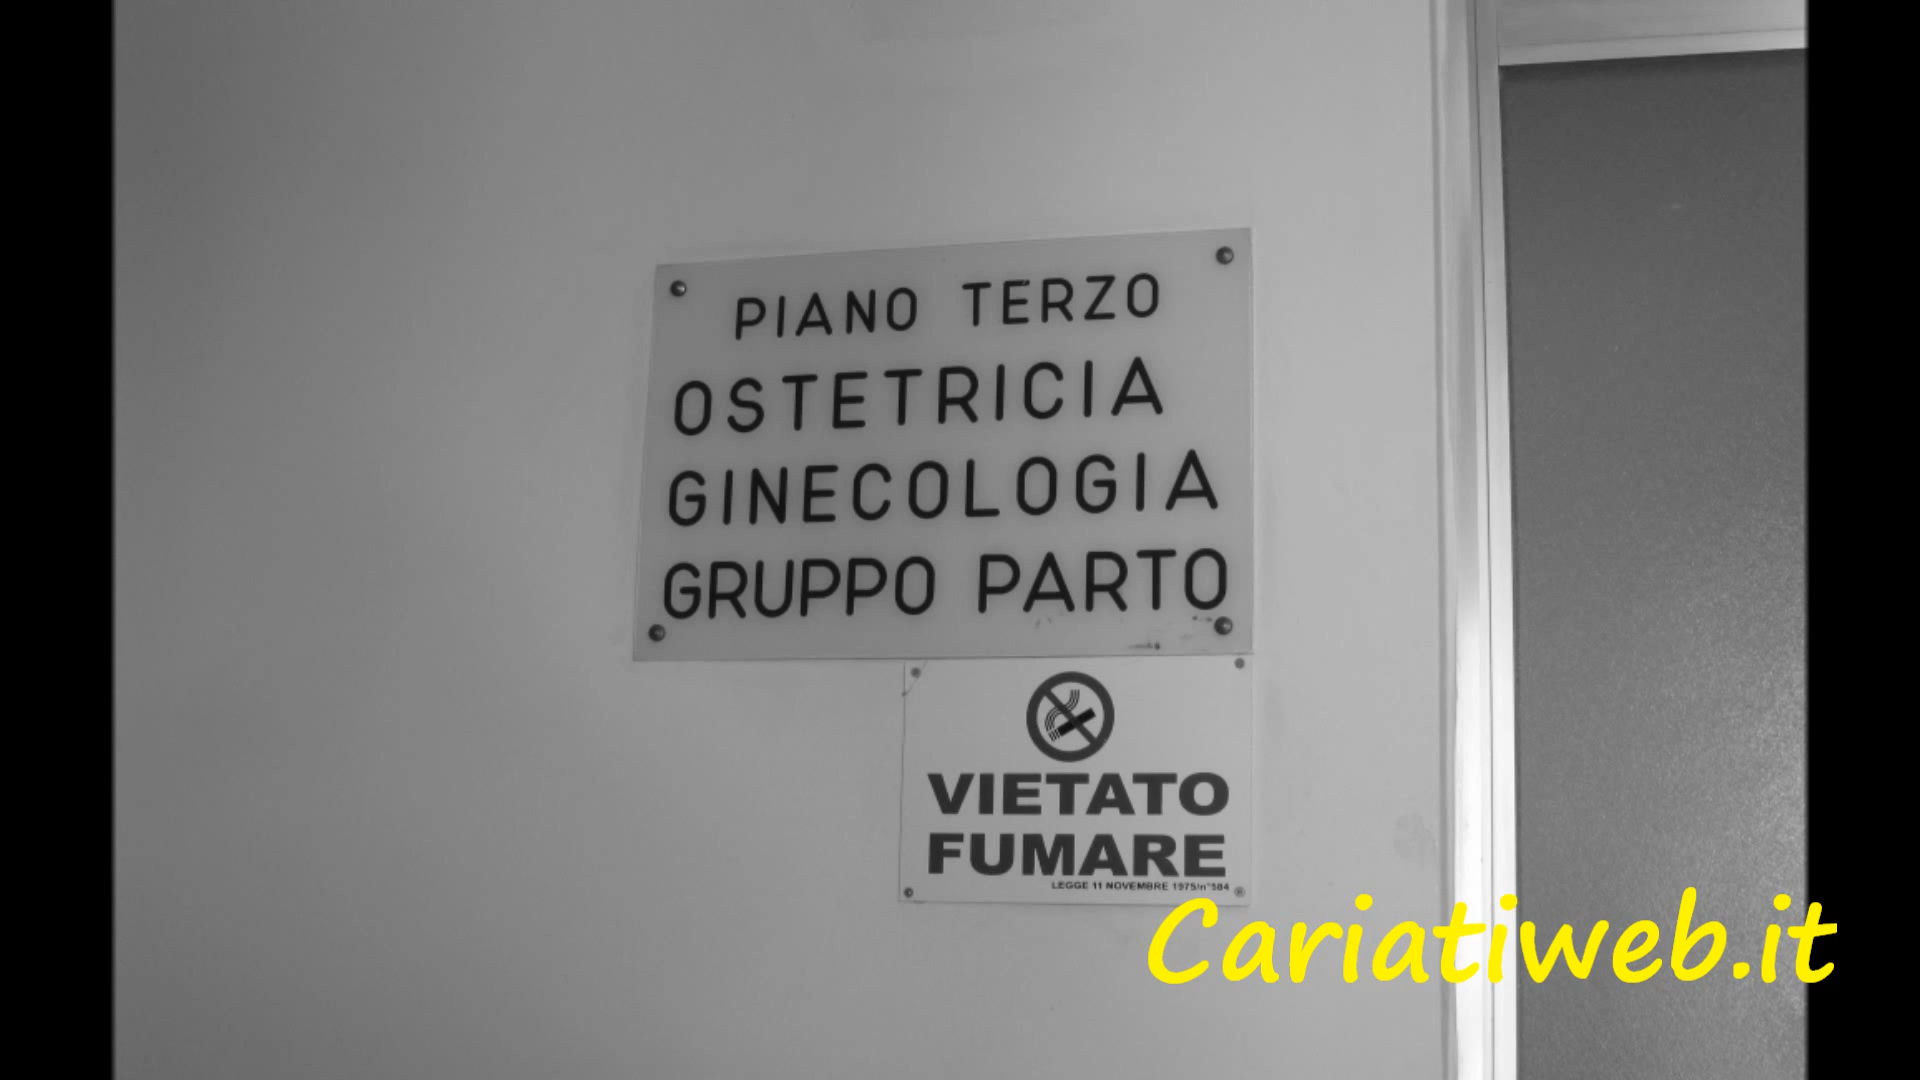 PIANO TERZO
OSTETRICIA
GINECOLOGIA
GRUPPO PARTO
VIETATO
FUMARE
LEGGE 11 NOVEMBRE 1975/n°584
Cariatiweb.it